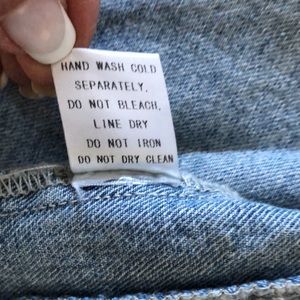 HAND WASH COLD
SEPARATELY,
DO NOT BLEACH,
LINE DRY
DO NOT IRON
DO NOT DRY CLEAN